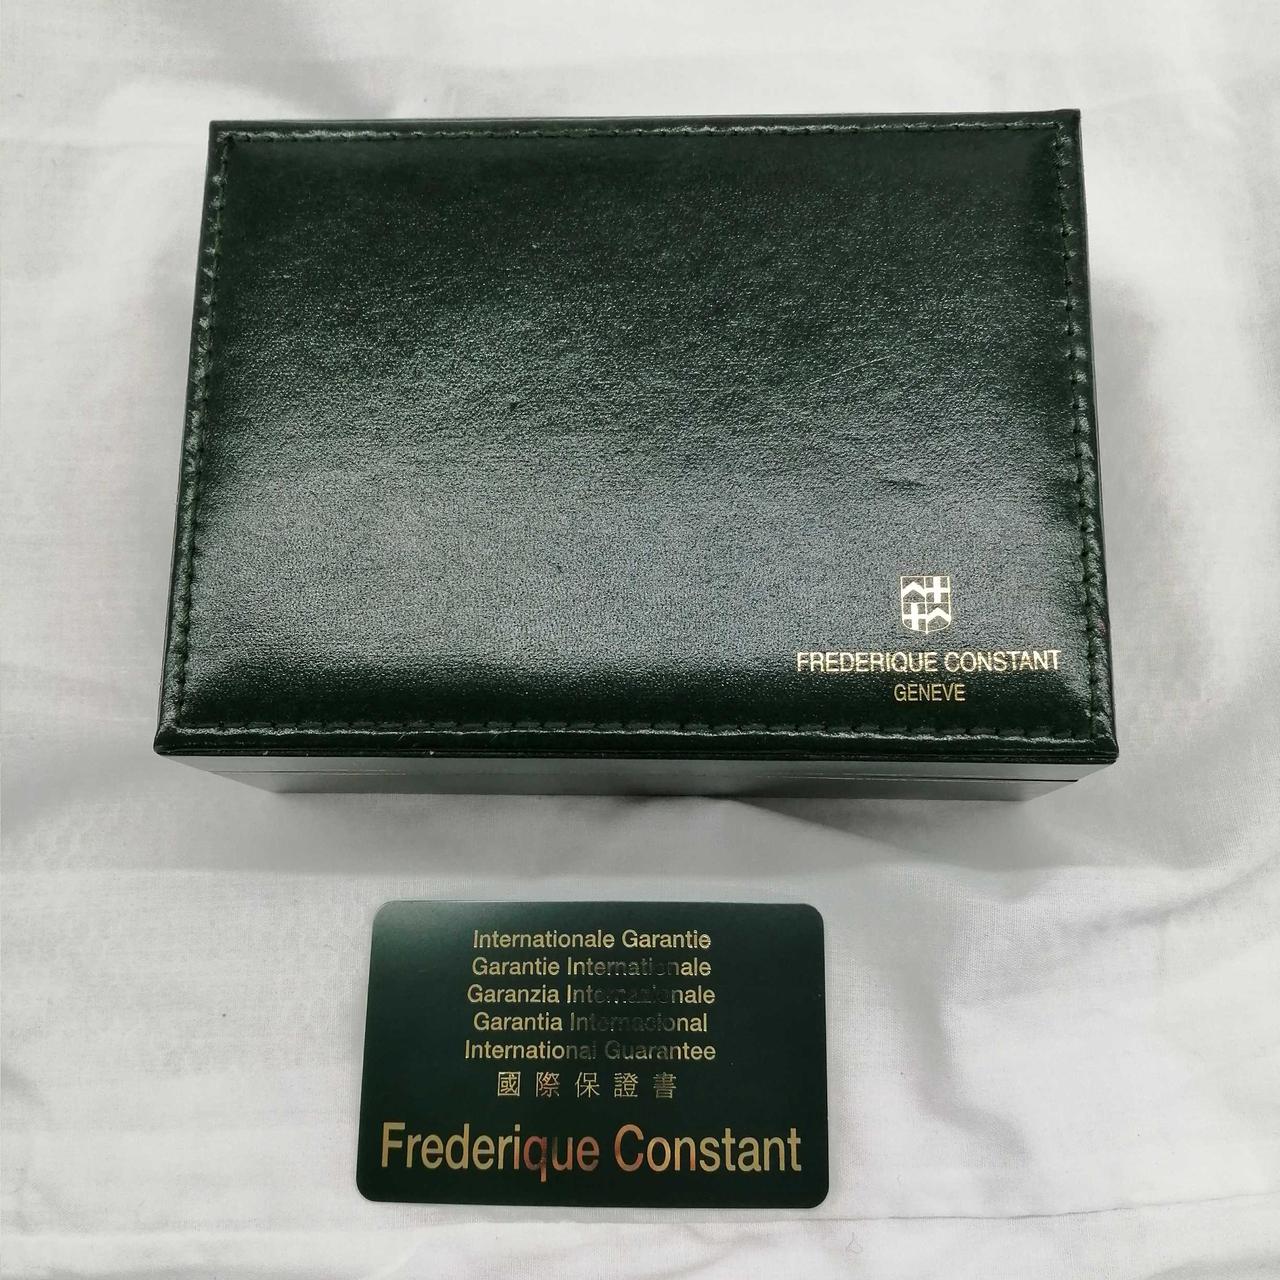 FREDERIQUE CONSTANT
GENEVE
Internationale Garantie
Garantie Internationale
Garanzia Internazionale
Garantia Internacional
International Guarantee
國際保證書
Frederique Constant